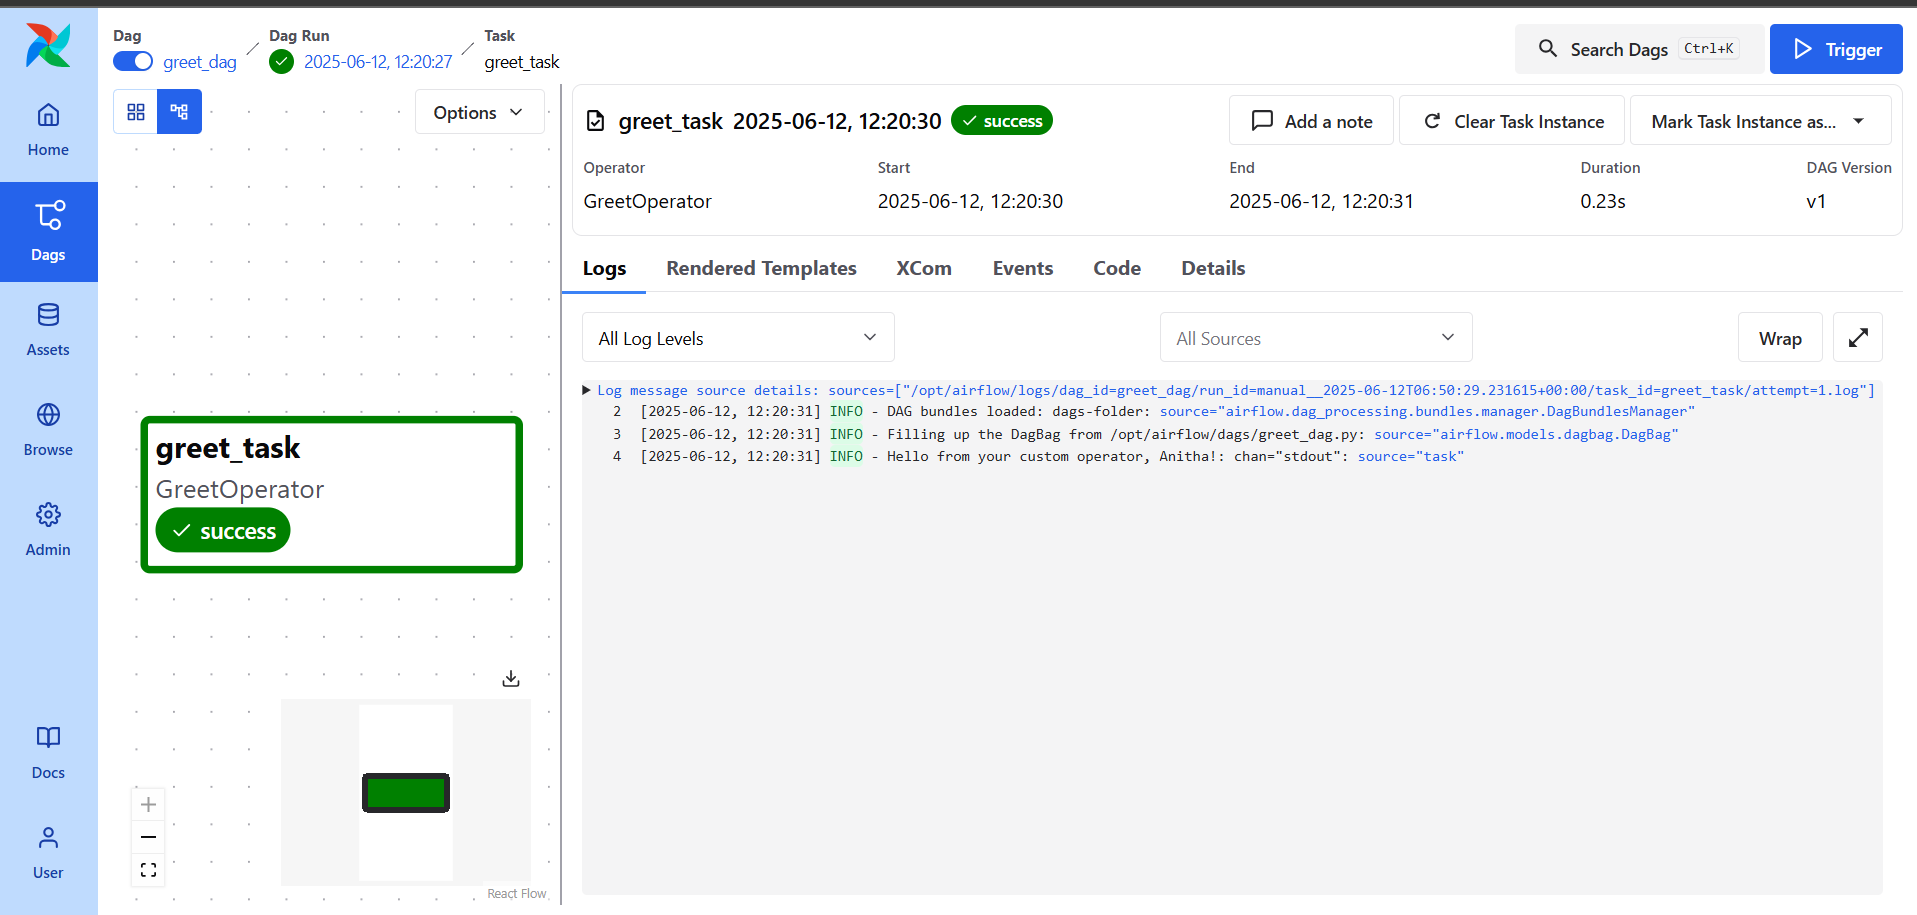 Dag
greet_dag
Dag Run
2025-06-12, 12:20:27
Task
greet_task
Search Dags Ctrl+K
Trigger
Home
Dags
Assets
Browse
Admin
Docs
User
Options
greet_task
GreetOperator
success
React Flow
greet_task 2025-06-12, 12:20:30 success
Add a note
Clear Task Instance
Mark Task Instance as...
Operator Start End Duration DAG Version
GreetOperator 2025-06-12, 12:20:30 2025-06-12, 12:20:31 0.23s v1
Logs Rendered Templates XCom Events Code Details
All Log Levels All Sources Wrap
Log message source details: sources=["/opt/airflow/logs/dag_id=greet_dag/run_id=manual__2025-06-12T06:50:29.231615+00:00/task_id=greet_task/attempt=1.log"]
2 [2025-06-12, 12:20:31] INFO - DAG bundles loaded: dags-folder: source="airflow.dag_processing.bundles.manager.DagBundlesManager"
3 [2025-06-12, 12:20:31] INFO - Filling up the DagBag from /opt/airflow/dags/greet_dag.py: source="airflow.models.dagbag.DagBag"
4 [2025-06-12, 12:20:31] INFO - Hello from your custom operator, Anitha!: chan="stdout": source="task"